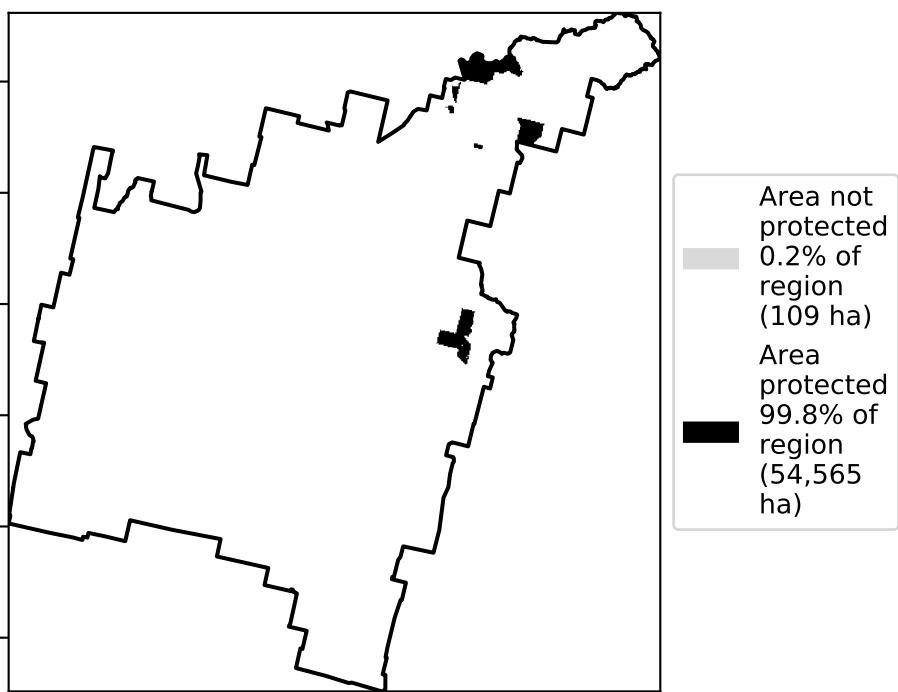 Area not
protected
0.2% of
region
(109 ha)
Area
protected
99.8% of
region
(54,565
ha)